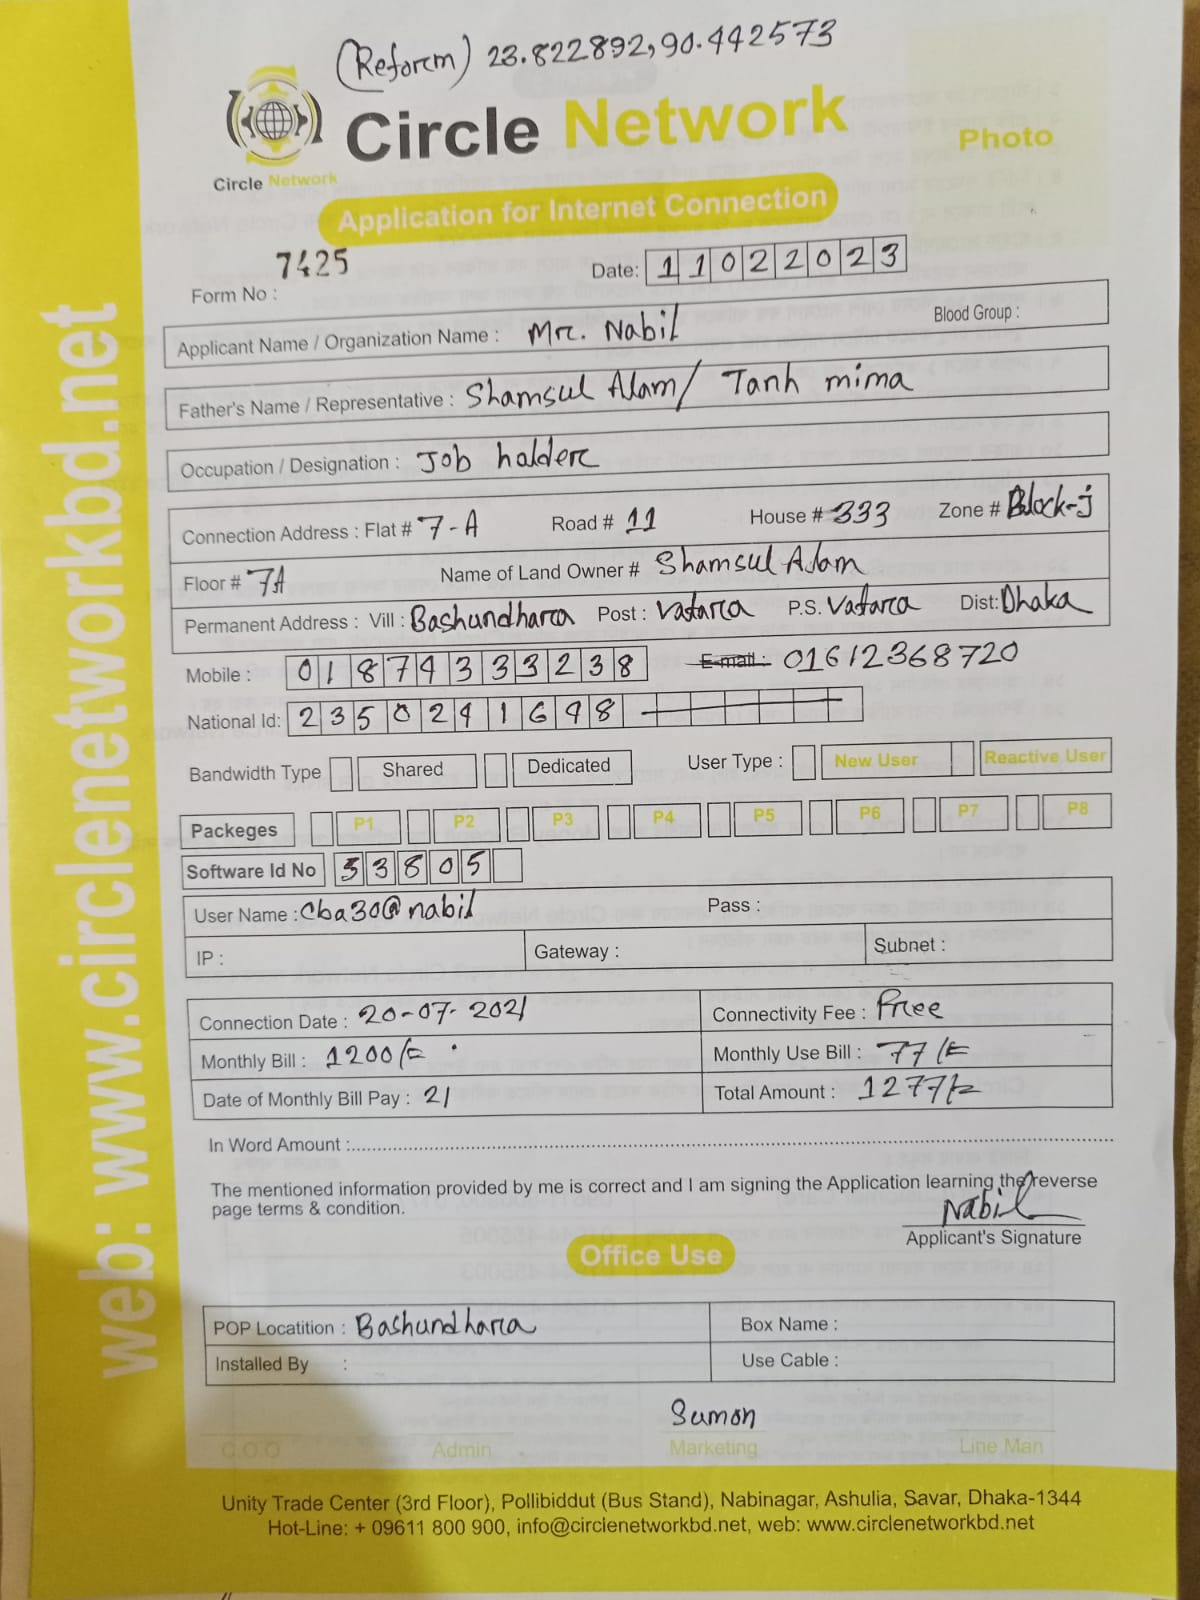 (Reform) 23.822892,90.442573
Circle Network
Circle Network
Photo
Application for Internet Connection
Form No : 7425
Date: 11022023
Applicant Name / Organization Name : Mr. Nabil Blood Group :
Father's Name / Representative : Shamsul Alam/ Tanh mima
Occupation / Designation : Job holder
Connection Address : Flat # 7-A Road # 11 House # 333 Zone # Block-j
Floor # 7A Name of Land Owner # Shamsul Alam
Permanent Address : Vill : Bashundhara Post : Vatara P.S. Vatara Dist: Dhaka
Mobile : 01874333238 E-mail : 01612368720
National Id: 2350241698
Bandwidth Type Shared Dedicated User Type : New User Reactive User
Packeges P1 P2 P3 P4 P5 P6 P7 P8
Software Id No 53805
User Name : Cba30@nabil Pass :
IP : Gateway : Subnet :
Connection Date : 20-07-2021 Connectivity Fee : Free
Monthly Bill : 1200/= Monthly Use Bill : 77/=
Date of Monthly Bill Pay : 21 Total Amount : 1277/=
In Word Amount :
The mentioned information provided by me is correct and I am signing the Application learning the reverse
page terms & condition.
Nabil
Applicant's Signature
Office Use
POP Locatition : Bashundhara Box Name :
Installed By : Use Cable :
Sumon
C.O.O Admin Marketing Line Man
Unity Trade Center (3rd Floor), Pollibiddut (Bus Stand), Nabinagar, Ashulia, Savar, Dhaka-1344
Hot-Line: + 09611 800 900, info@circlenetworkbd.net, web: www.circlenetworkbd.net
web: www.circlenetworkbd.net